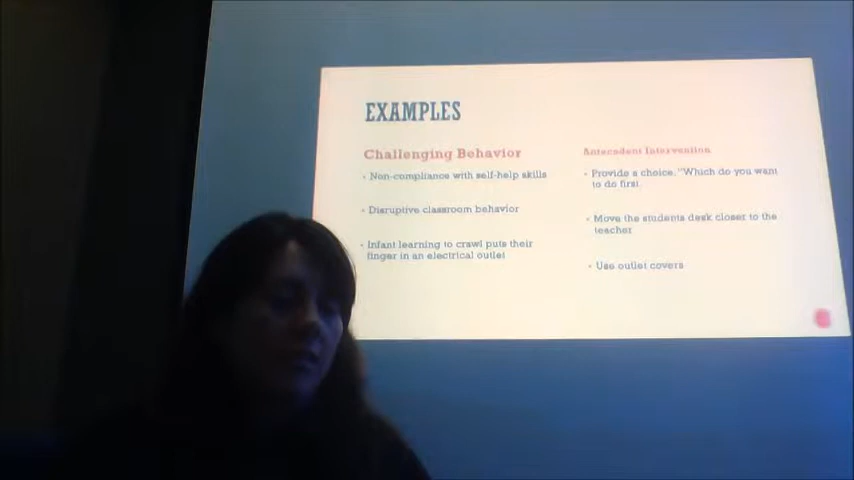 EXAMPLES
Challenging Behavior
• Non-compliance with self-help skills
• Disruptive classroom behavior
• Infant learning to crawl puts their
finger in an electrical outlet
Antecedent Intervention
• Provide a choice. "Which do you want
to do first.
• Move the students desk closer to the
teacher
• Use outlet covers